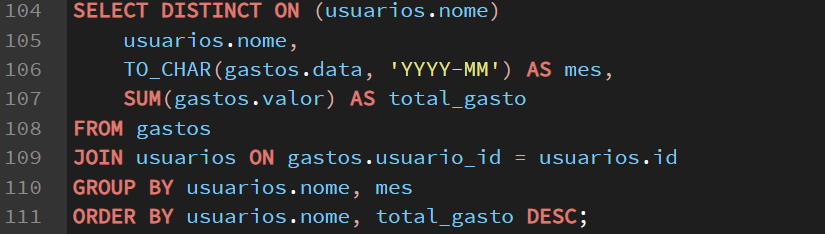 104 SELECT DISTINCT ON (usuarios.nome)
105     usuarios.nome,
106     TO_CHAR(gastos.data, 'YYYY-MM') AS mes,
107     SUM(gastos.valor) AS total_gasto
108 FROM gastos
109 JOIN usuarios ON gastos.usuario_id = usuarios.id
110 GROUP BY usuarios.nome, mes
111 ORDER BY usuarios.nome, total_gasto DESC;